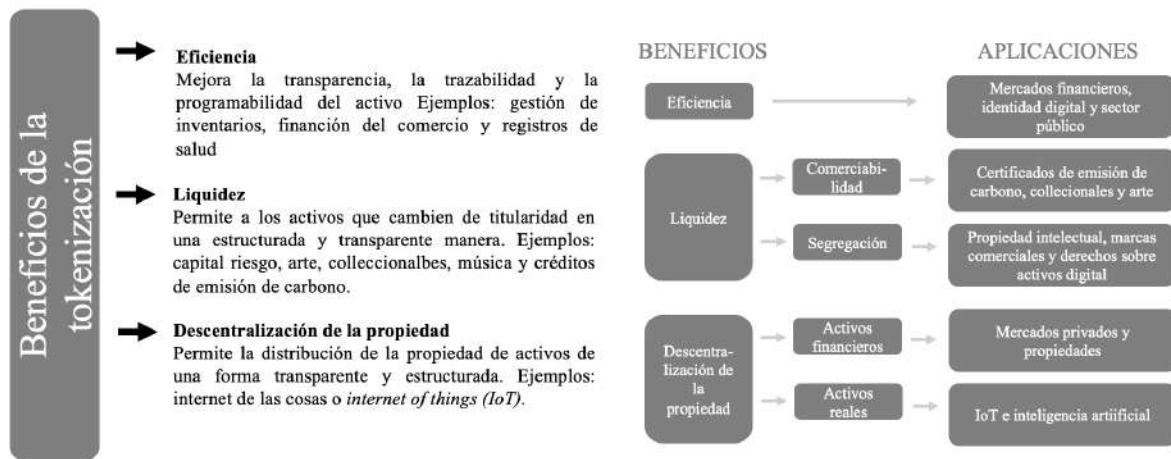 Beneficios de la
tokenización
Eficiencia
Mejora la transparencia, la trazabilidad y la
programabilidad del activo Ejemplos: gestión de
inventarios, financión del comercio y registros de
salud
Liquidez
Permite a los activos que cambien de titularidad en
una estructurada y transparente manera. Ejemplos:
capital riesgo, arte, colleccionalbes, música y créditos
de emisión de carbono.
Descentralización de la propiedad
Permite la distribución de la propiedad de activos de
una forma transparente y estructurada. Ejemplos:
internet de las cosas o internet of things (IoT).
BENEFICIOS
APLICACIONES
Eficiencia
Mercados financieros,
identidad digital y sector
público
Liquidez
Comerciabi-
lidad
Certificados de emisión de
carbono, collecionales y arte
Segregación
Propiedad intelectual, marcas
comerciales y derechos sobre
activos digital
Descentra-
lización de
la
propiedad
Activos
financieros
Mercados privados y
propiedades
Activos
reales
IoT e inteligencia artiificial